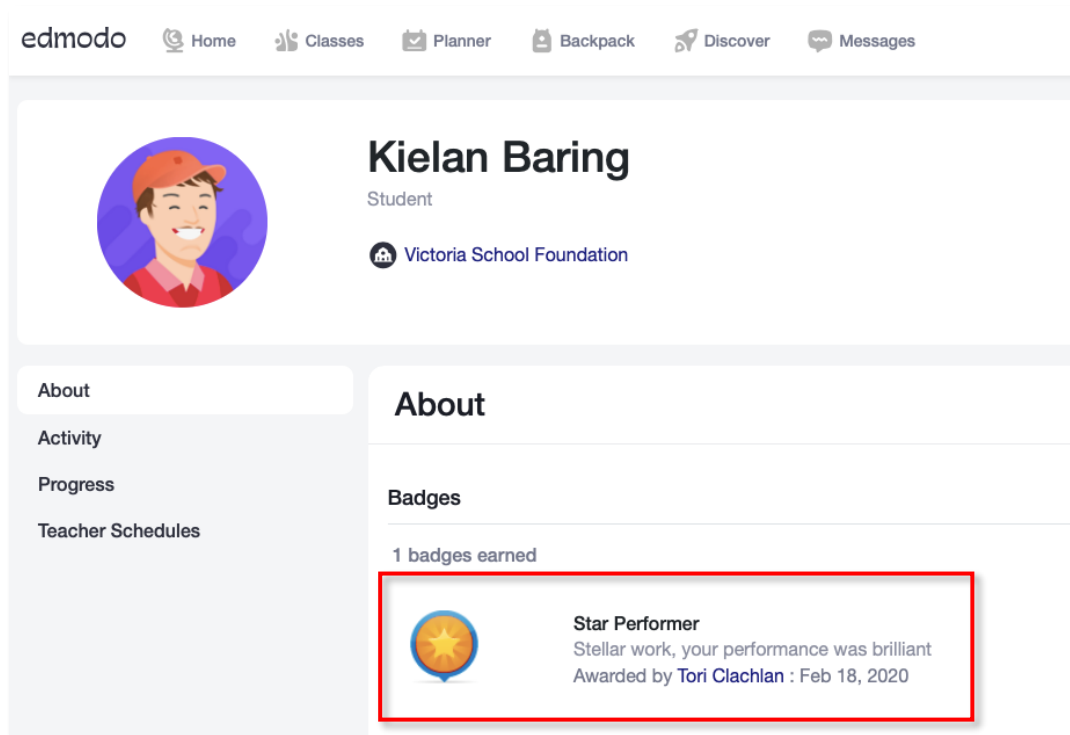 edmodo Home Classes Planner Backpack Discover Messages
Kielan Baring
Student
Victoria School Foundation
About
Activity
Progress
Teacher Schedules
About
Badges
1 badges earned
Star Performer
Stellar work, your performance was brilliant
Awarded by Tori Clachlan : Feb 18, 2020